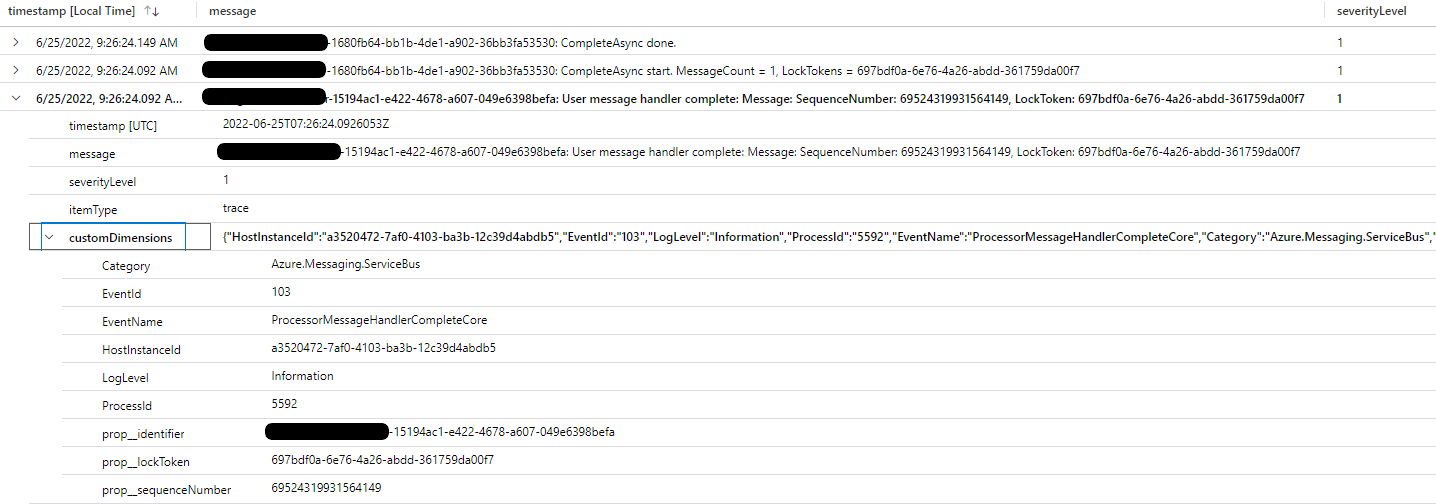 timestamp [Local Time] ↑↓ message severityLevel
6/25/2022, 9:26:24.149 AM -1680fb64-bb1b-4de1-a902-36bb3fa53530: CompleteAsync done. 1
6/25/2022, 9:26:24.092 AM -1680fb64-bb1b-4de1-a902-36bb3fa53530: CompleteAsync start. MessageCount = 1, LockTokens = 697bdf0a-6e76-4a26-abdd-361759da00f7 1
6/25/2022, 9:26:24.092 A... -15194ac1-e422-4678-a607-049e6398befa: User message handler complete: Message: SequenceNumber: 69524319931564149, LockToken: 697bdf0a-6e76-4a26-abdd-361759da00f7 1
timestamp [UTC] 2022-06-25T07:26:24.0926053Z
message -15194ac1-e422-4678-a607-049e6398befa: User message handler complete: Message: SequenceNumber: 69524319931564149, LockToken: 697bdf0a-6e76-4a26-abdd-361759da00f7
severityLevel 1
itemType trace
customDimensions {"HostInstanceId":"a3520472-7af0-4103-ba3b-12c39d4abdb5","EventId":"103","LogLevel":"Information","ProcessId":"5592","EventName":"ProcessorMessageHandlerCompleteCore","Category":"Azure.Messaging.ServiceBus","
Category Azure.Messaging.ServiceBus
EventId 103
EventName ProcessorMessageHandlerCompleteCore
HostInstanceId a3520472-7af0-4103-ba3b-12c39d4abdb5
LogLevel Information
ProcessId 5592
prop__identifier -15194ac1-e422-4678-a607-049e6398befa
prop__lockToken 697bdf0a-6e76-4a26-abdd-361759da00f7
prop__sequenceNumber 69524319931564149